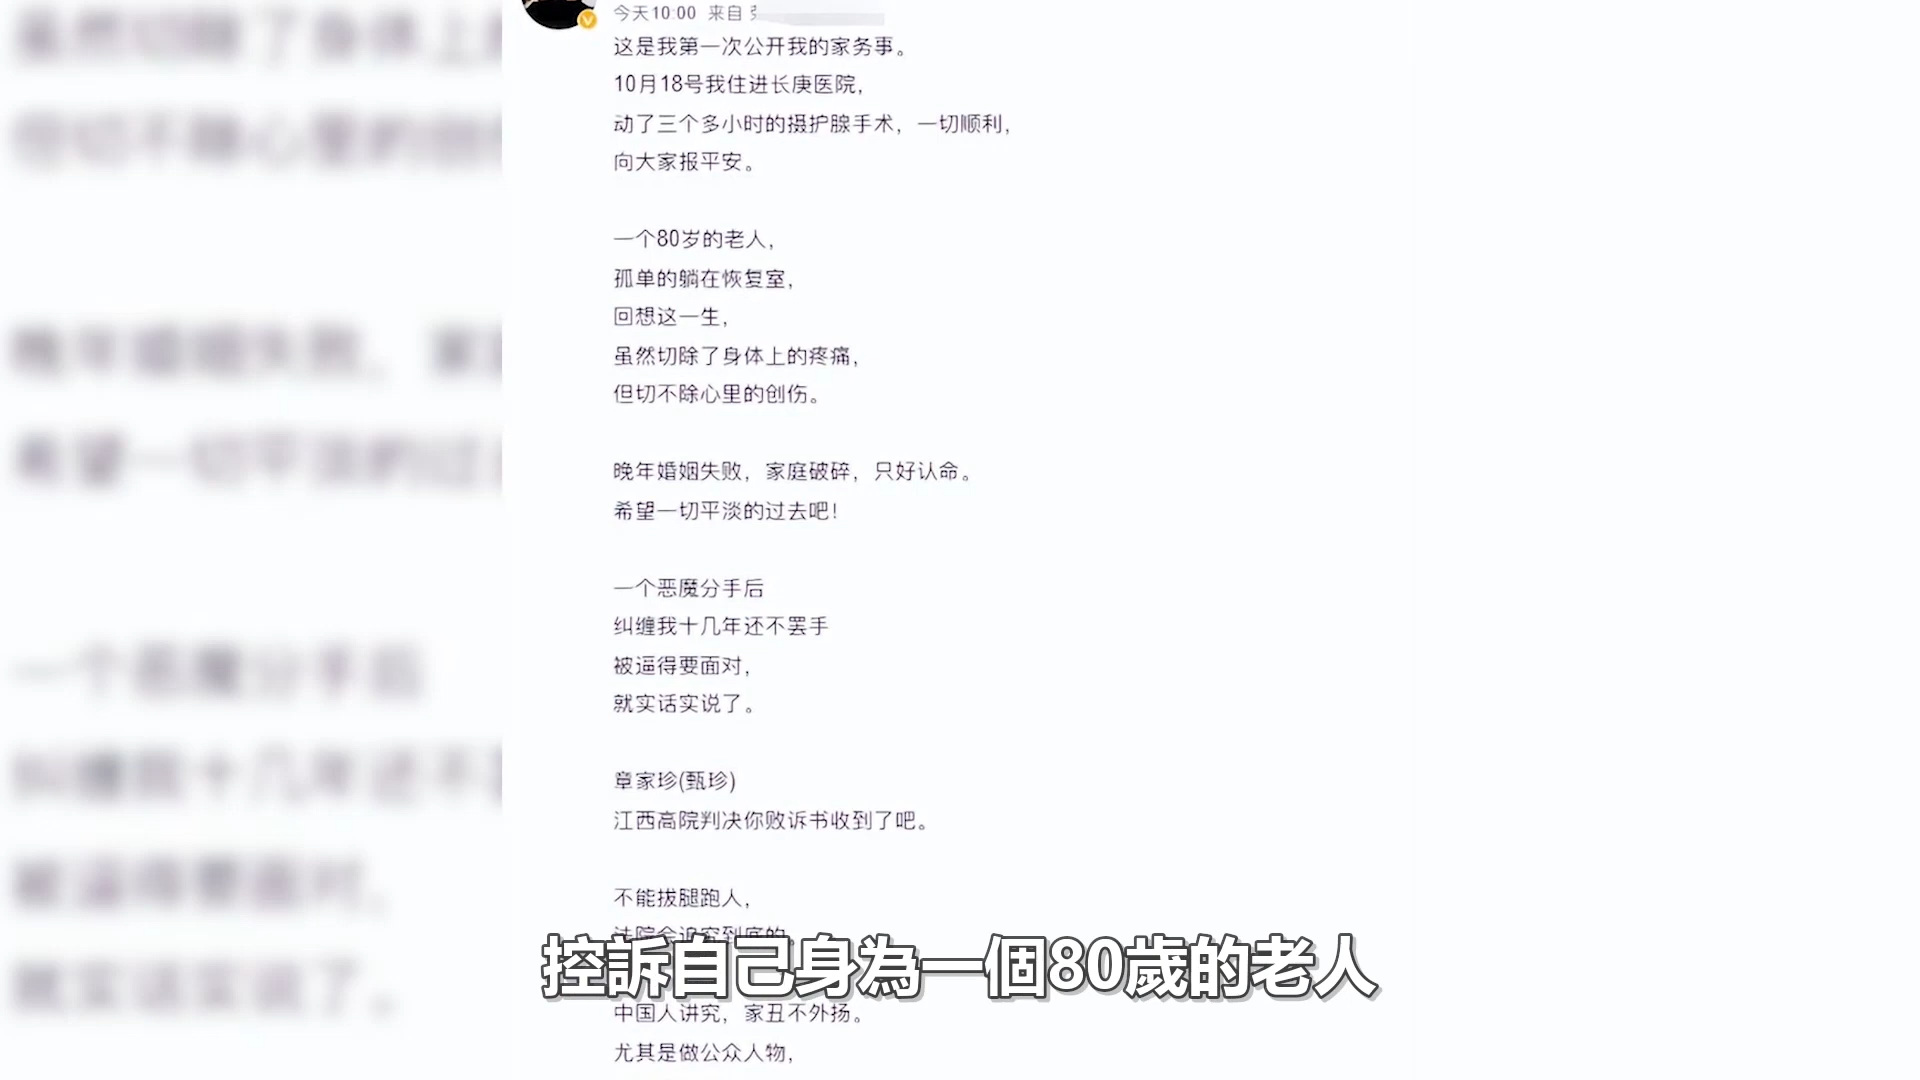 今天10:00 来自
这是我第一次公开我的家务事。
10月18号我住进长庚医院，
动了三个多小时的摄护腺手术，一切顺利，
向大家报平安。
一个80岁的老人，
孤单的躺在恢复室，
回想这一生，
虽然切除了身体上的疼痛，
但切不除心里的创伤。
晚年婚姻失败，家庭破碎，只好认命。
希望一切平淡的过去吧！
一个恶魔分手后
纠缠我十几年还不罢手
被逼得要面对，
就实话实说了。
章家珍(甄珍)
江西高院判决你败诉书收到了吧。
不能拔腿跑人，
法院会追究到底的。
控訴自己身為一個80歲的老人
中国人讲究，家丑不外扬。
尤其是做公众人物，